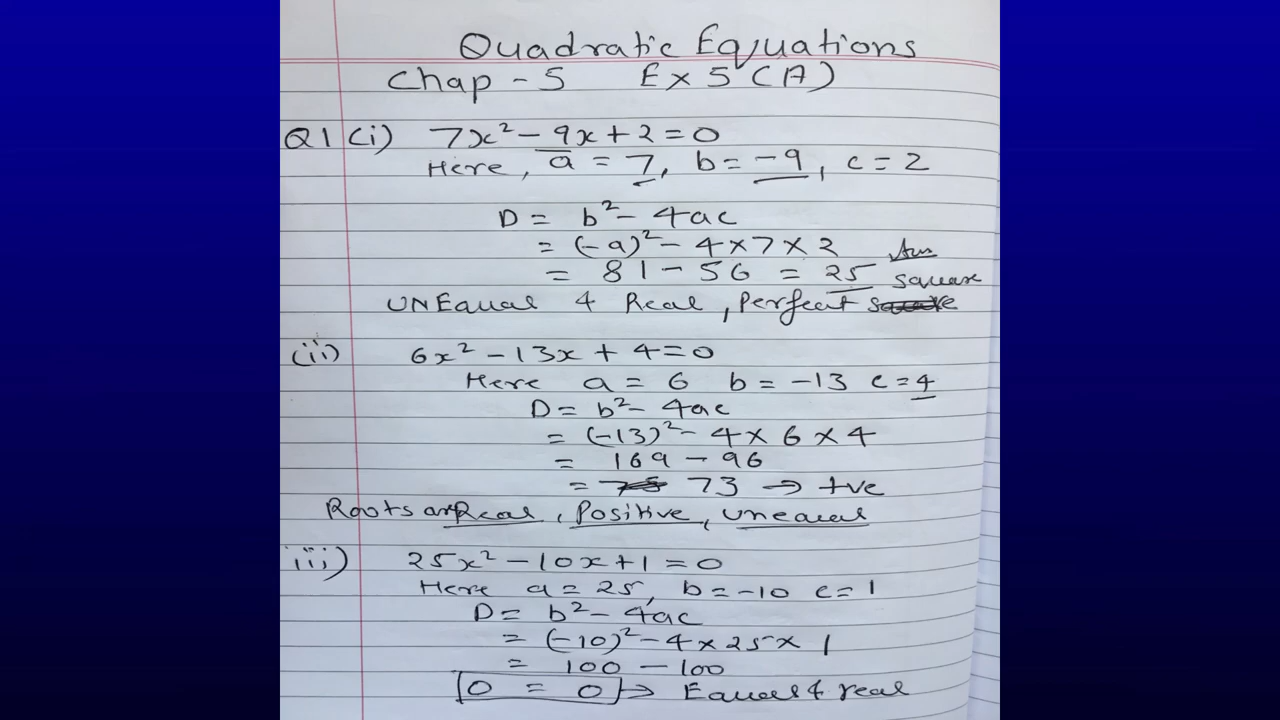 Quadratic Equations
Chap - 5 Ex 5 (A)
Q1 (i) 7x² - 9x + 2 = 0
Here, a = 7, b = -9, c = 2
D = b² - 4ac
= (-9)² - 4 × 7 × 2
= 81 - 56 = 25 Ans
square
UNEqual & Real, Perfect
(ii) 6x² - 13x + 4 = 0
Here a = 6 b = -13 c = 4
D = b² - 4ac
= (-13)² - 4 × 6 × 4
= 169 - 96
= 73 → +ve
Roots are Real, Positive, unequal
iii) 25x² - 10x + 1 = 0
Here a = 25, b = -10 c = 1
D = b² - 4ac
= (-10)² - 4 × 25 × 1
= 100 - 100
0 = 0 → Equal & real